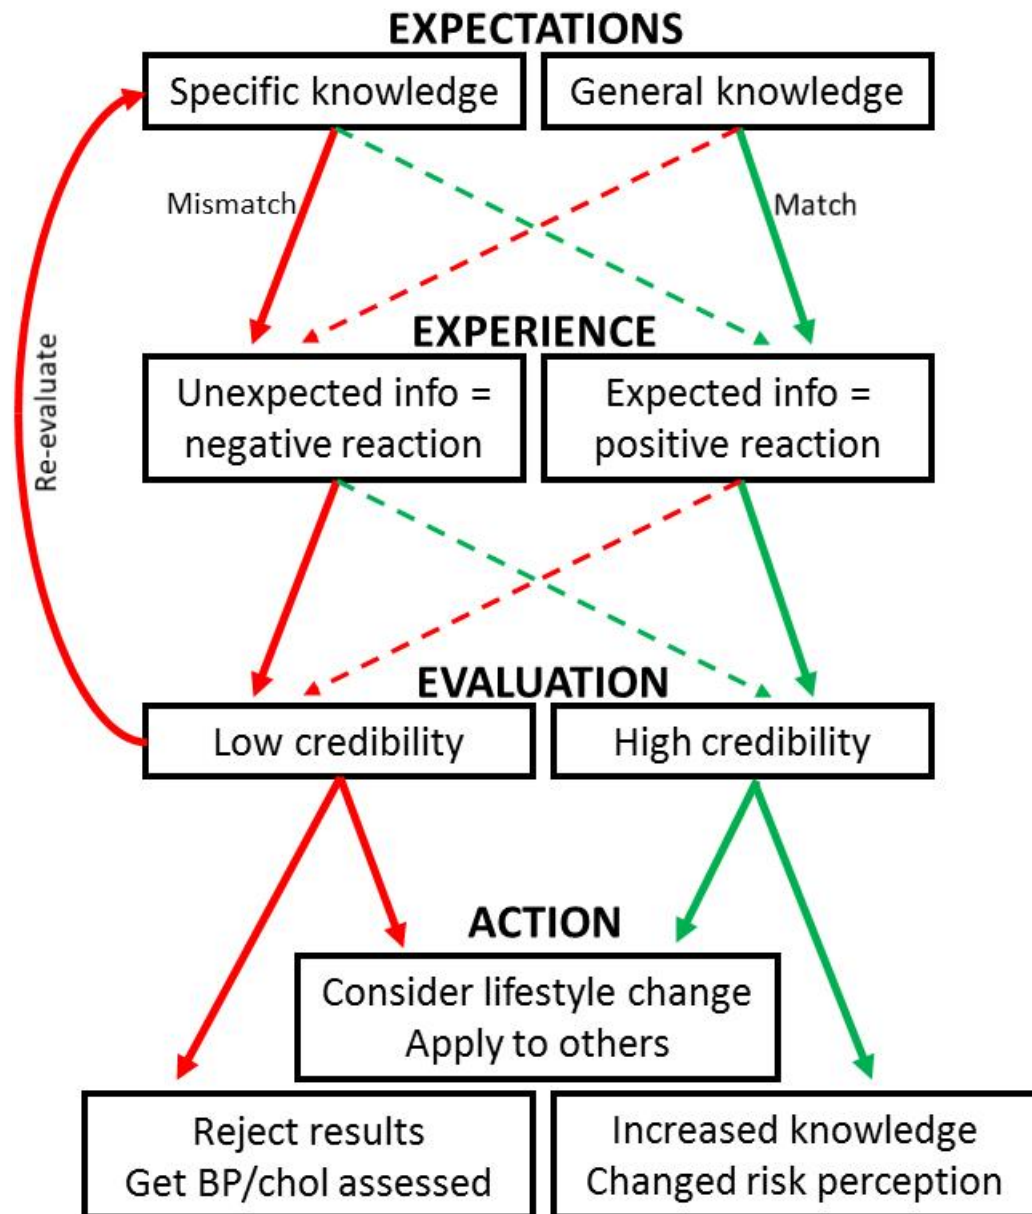 EXPECTATIONS
Specific knowledge
General knowledge
Mismatch
Match
EXPERIENCE
Unexpected info =
negative reaction
Expected info =
positive reaction
Re-evaluate
EVALUATION
Low credibility
High credibility
ACTION
Consider lifestyle change
Apply to others
Reject results
Get BP/chol assessed
Increased knowledge
Changed risk perception